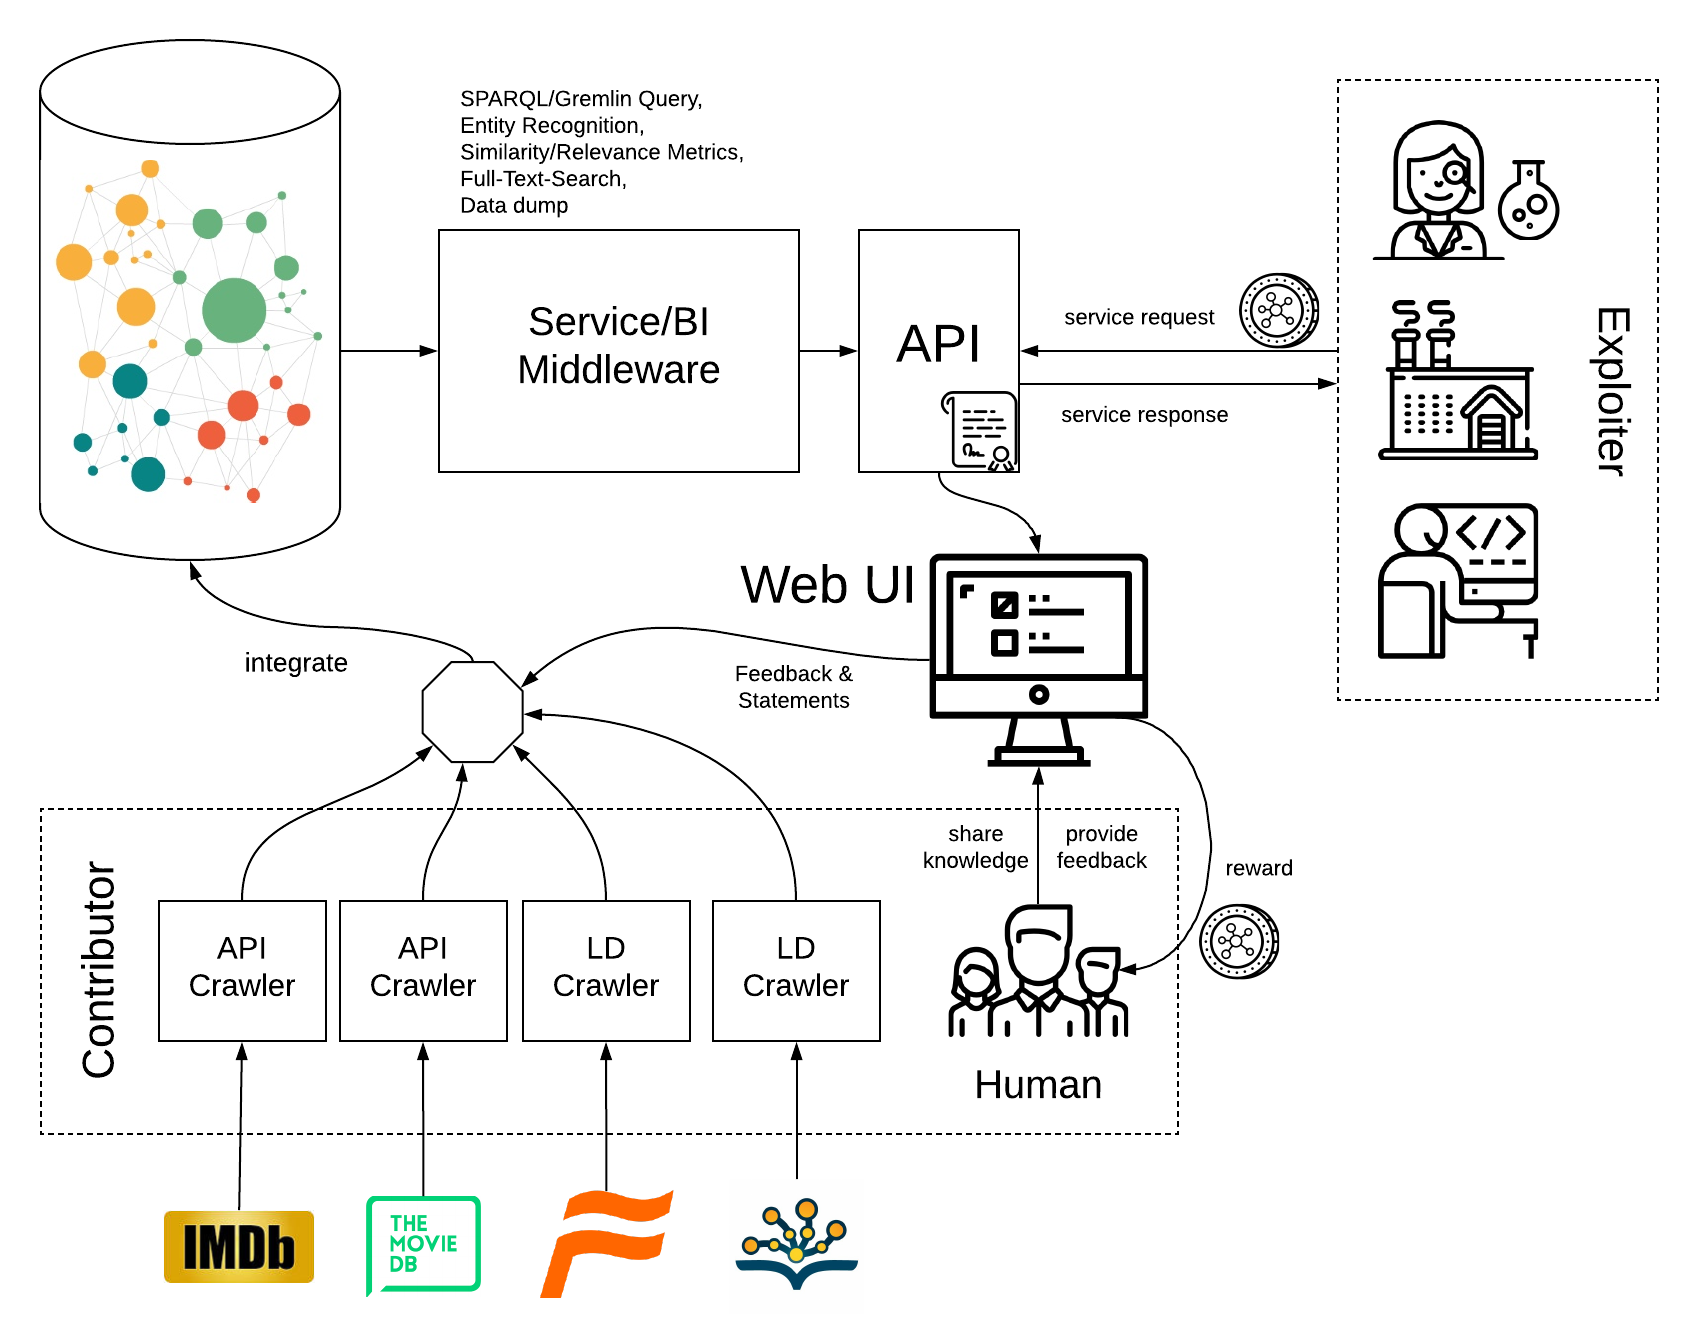 SPARQL/Gremlin Query,
Entity Recognition,
Similarity/Relevance Metrics,
Full-Text-Search,
Data dump
Service/BI
Middleware
API
service request
service response
Exploiter
</>
Web UI
integrate
Feedback &
Statements
share
knowledge
provide
feedback
reward
Contributor
API
Crawler
API
Crawler
LD
Crawler
LD
Crawler
Human
IMDb
THE
MOVIE
DB